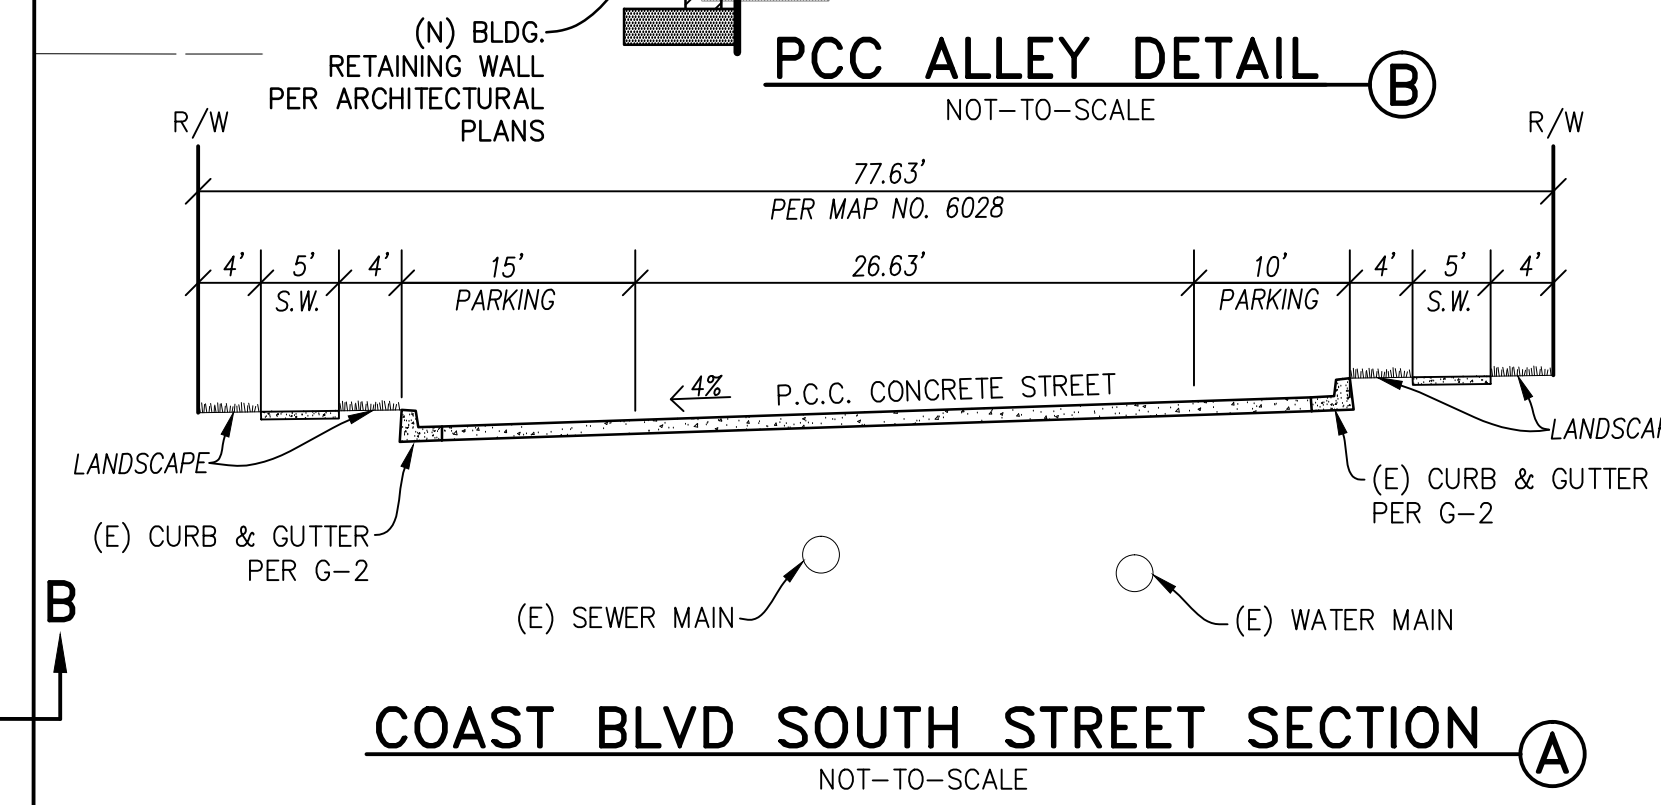 (N) BLDG.
RETAINING WALL
PER ARCHITECTURAL
PLANS
PCC ALLEY DETAIL
B
NOT-TO-SCALE
R/W
R/W
77.63'
PER MAP NO. 6028
4'
5'
4'
15'
26.63'
10'
4'
5'
4'
S.W.
PARKING
PARKING
S.W.
4%
P.C.C. CONCRETE STREET
LANDSCAPE
LANDSCA
(E) CURB & GUTTER
PER G-2
(E) CURB & GUTTER
PER G-2
(E) SEWER MAIN
(E) WATER MAIN
B
COAST BLVD SOUTH STREET SECTION
A
NOT-TO-SCALE